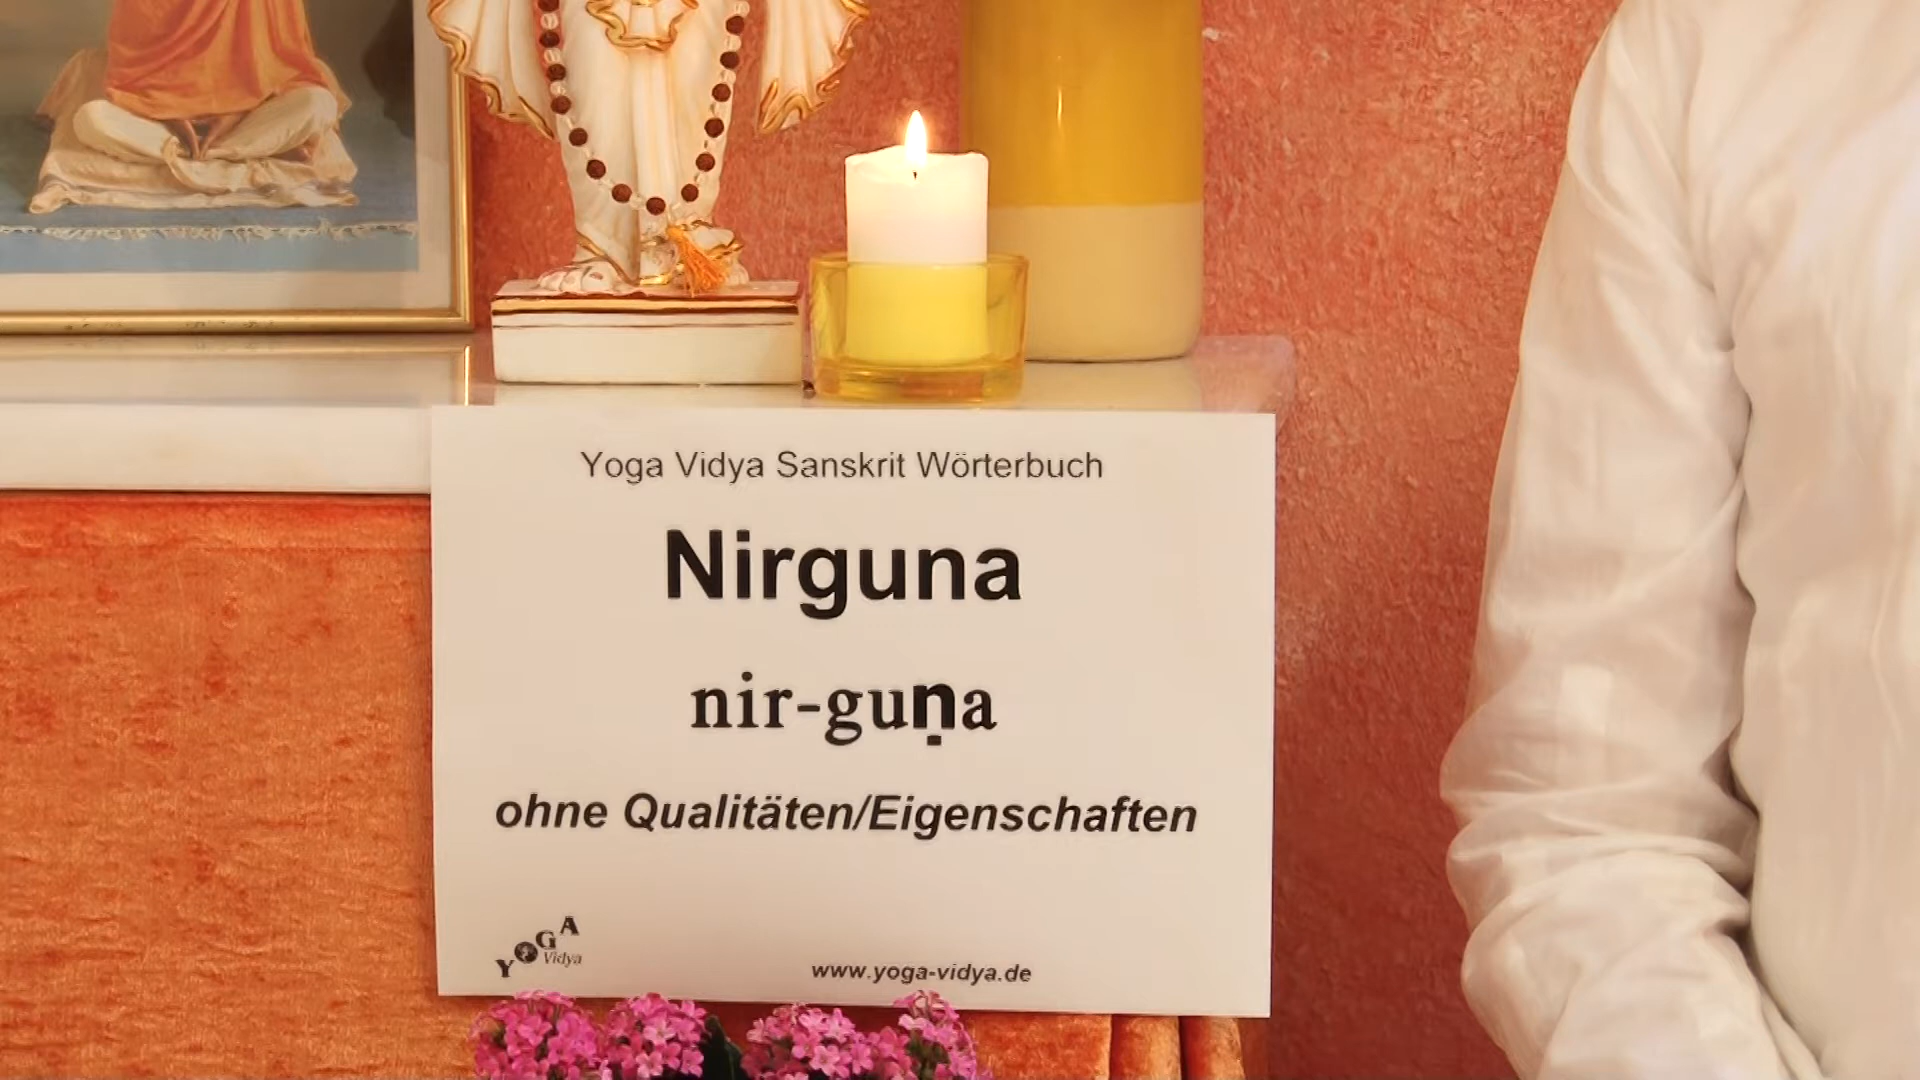 Yoga Vidya Sanskrit Wörterbuch
Nirguna
nir-guṇa
ohne Qualitäten/Eigenschaften
YOGA
Vidya
www.yoga-vidya.de